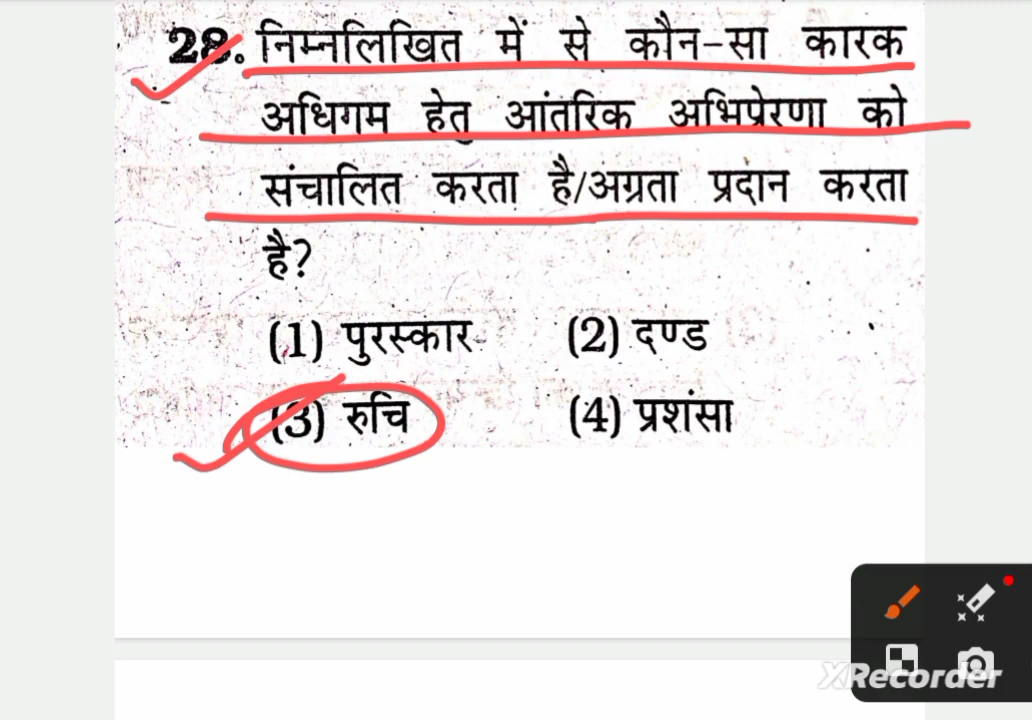 28. निम्नलिखित में से कौन-सा कारक
अधिगम हेतु आंतरिक अभिप्रेरणा को
संचालित करता है/अग्रता प्रदान करता
है?
(1) पुरस्कार (2) दण्ड
(3) रुचि (4) प्रशंसा
XRecorder